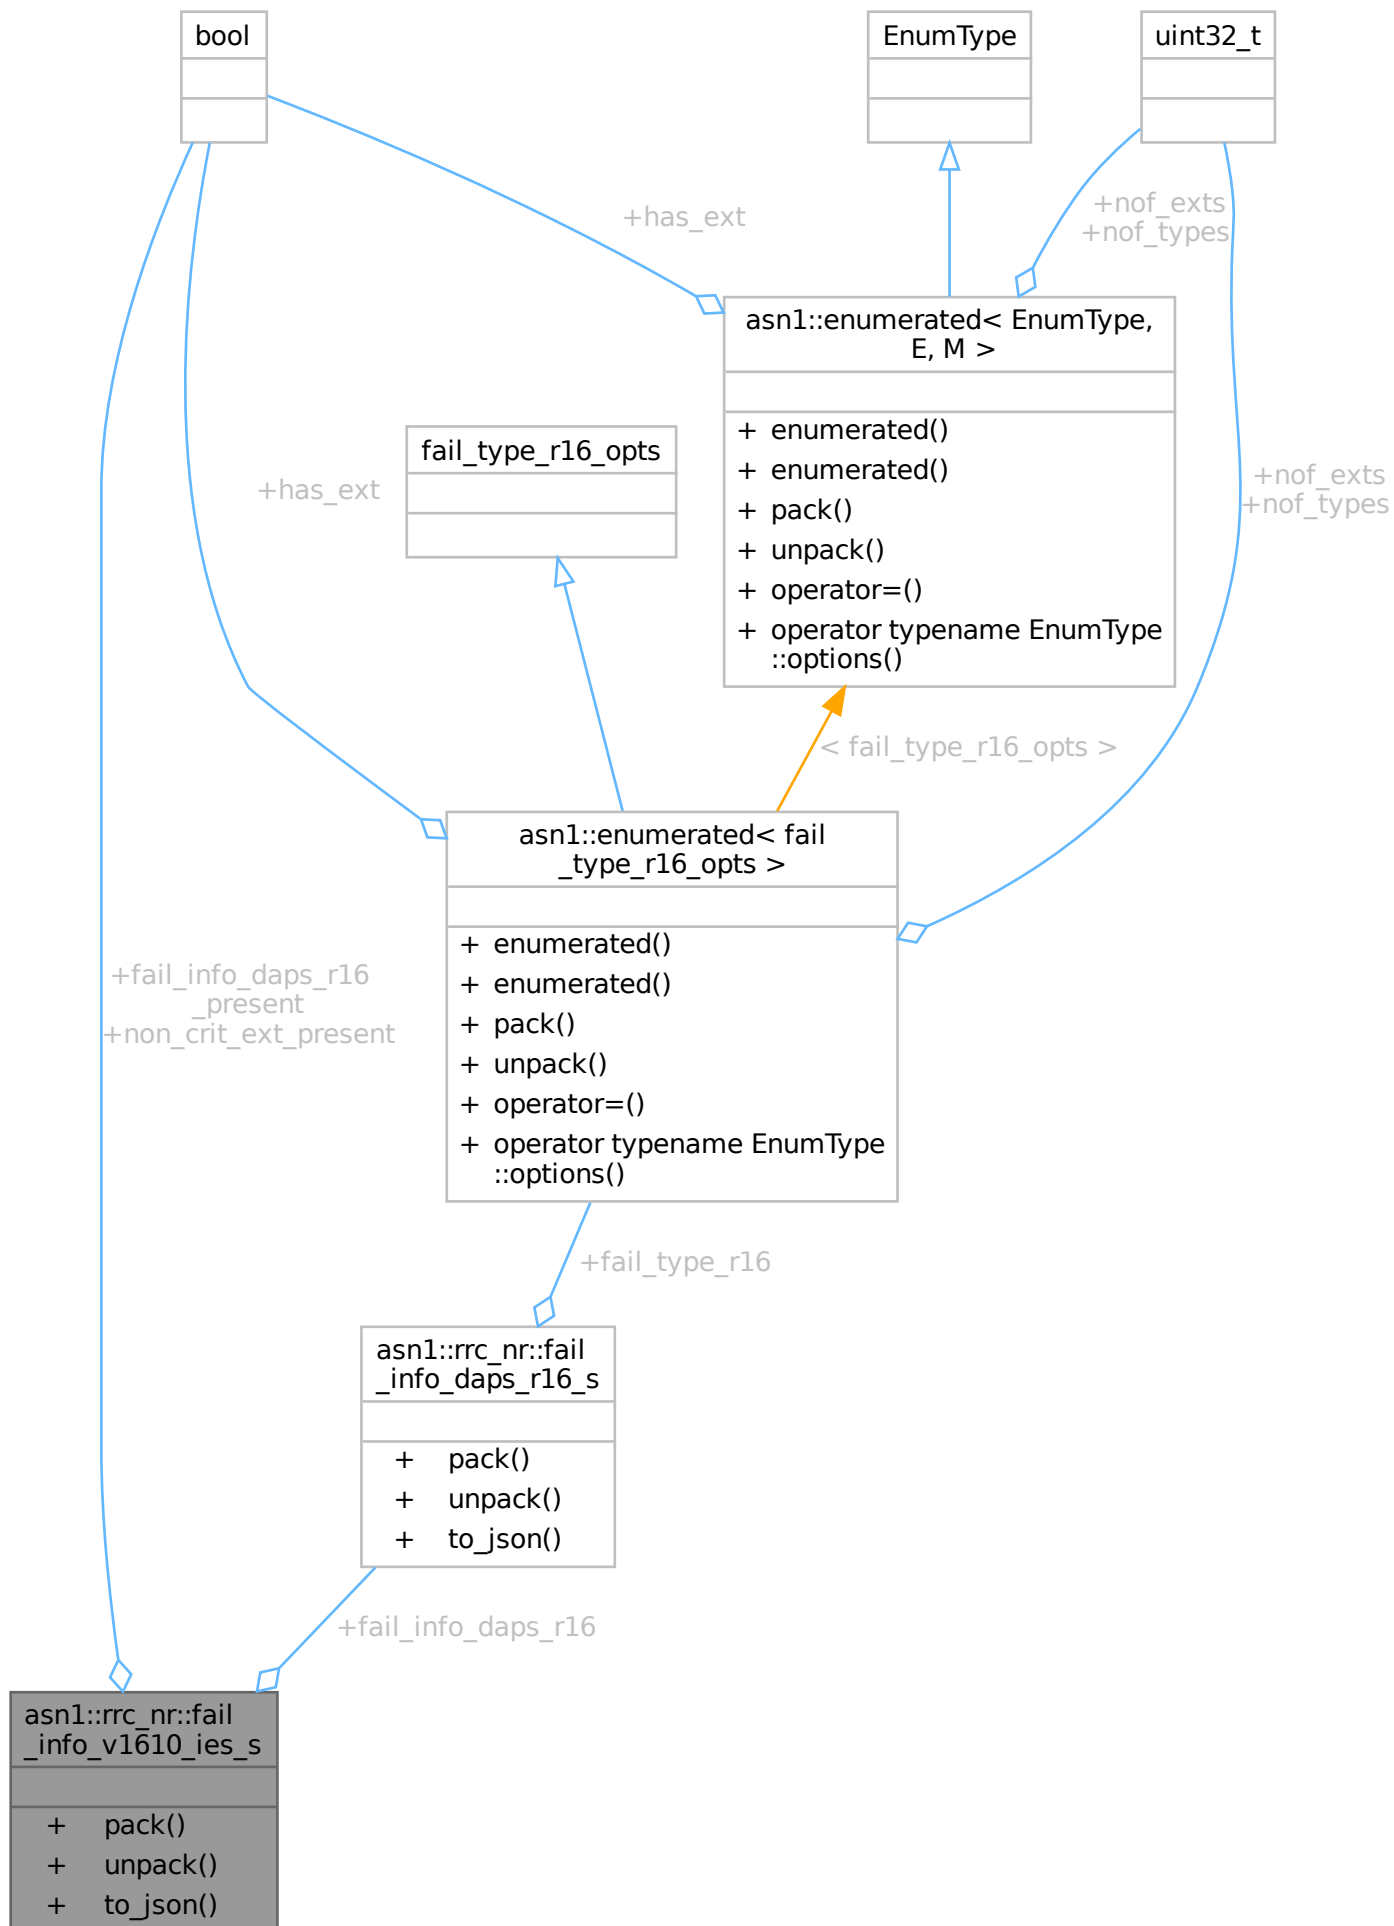 bool
EnumType
uint32_t
+has_ext
+nof_exts
+nof_types
asn1::enumerated< EnumType,
E, M >
+ enumerated()
+ enumerated()
+ pack()
+ unpack()
+ operator=()
+ operator typename EnumType
::options()
fail_type_r16_opts
+has_ext
+nof_exts
+nof_types
< fail_type_r16_opts >
asn1::enumerated< fail
_type_r16_opts >
+ enumerated()
+ enumerated()
+ pack()
+ unpack()
+ operator=()
+ operator typename EnumType
::options()
+fail_info_daps_r16
_present
+non_crit_ext_present
+fail_type_r16
asn1::rrc_nr::fail
_info_daps_r16_s
+ pack()
+ unpack()
+ to_json()
+fail_info_daps_r16
asn1::rrc_nr::fail
_info_v1610_ies_s
+ pack()
+ unpack()
+ to_json()